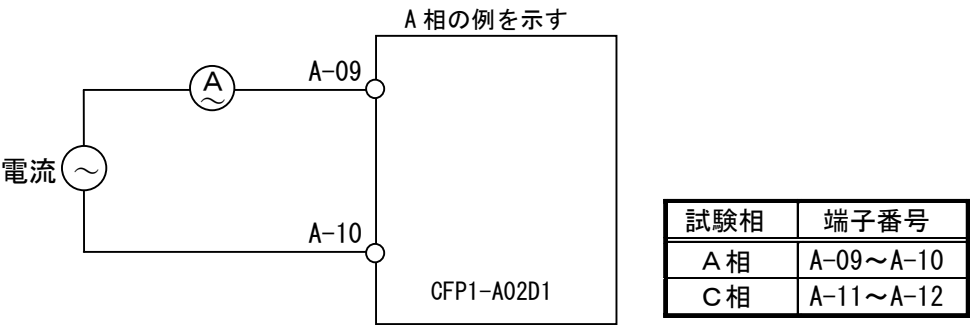 A相の例を示す
A
A-09
電流
A-10
CFP1-A02D1
試験相 端子番号
A相 A-09～A-10
C相 A-11～A-12